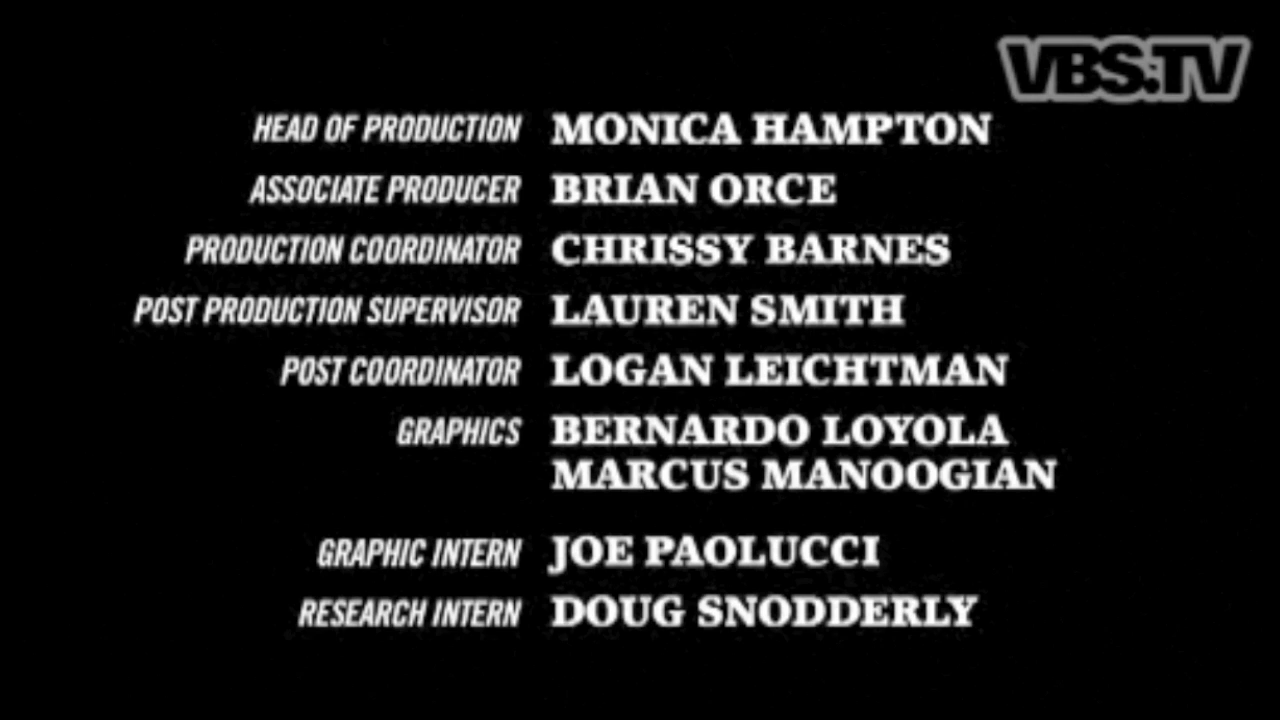 VBS.TV
HEAD OF PRODUCTION MONICA HAMPTON
ASSOCIATE PRODUCER BRIAN ORCE
PRODUCTION COORDINATOR CHRISSY BARNES
POST PRODUCTION SUPERVISOR LAUREN SMITH
POST COORDINATOR LOGAN LEICHTMAN
GRAPHICS BERNARDO LOYOLA
MARCUS MANOOGIAN
GRAPHIC INTERN JOE PAOLUCCI
RESEARCH INTERN DOUG SNODDERLY